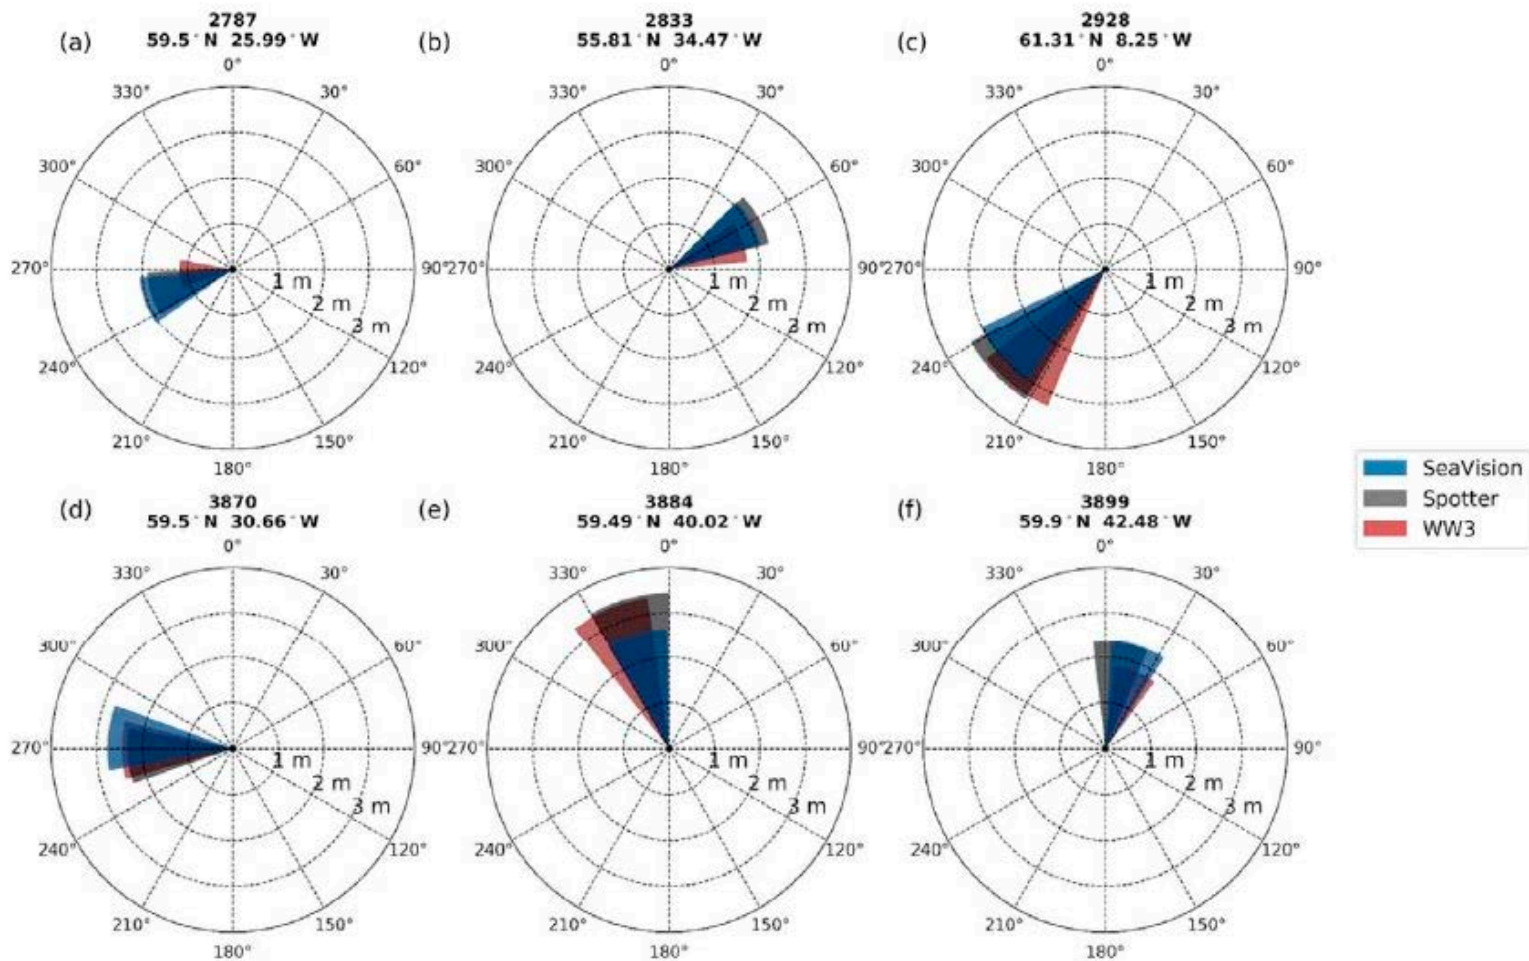 (a)
2787
59.5°N 25.99°W
0°
30°
60°
90°
120°
150°
180°
210°
240°
270°
300°
330°
1 m
2 m
3 m
(b)
2833
55.81°N 34.47°W
0°
30°
60°
90°
120°
150°
180°
210°
240°
270°
300°
330°
1 m
2 m
3 m
(c)
2928
61.31°N 8.25°W
0°
30°
60°
90°
120°
150°
180°
210°
240°
270°
300°
330°
1 m
2 m
3 m
SeaVision
Spotter
WW3
(d)
3870
59.5°N 30.66°W
0°
30°
60°
90°
120°
150°
180°
210°
240°
270°
300°
330°
1 m
2 m
3 m
(e)
3884
59.49°N 40.02°W
0°
30°
60°
90°
120°
150°
180°
210°
240°
270°
300°
330°
1 m
2 m
3 m
(f)
3899
59.9°N 42.48°W
0°
30°
60°
90°
120°
150°
180°
210°
240°
270°
300°
330°
1 m
2 m
3 m